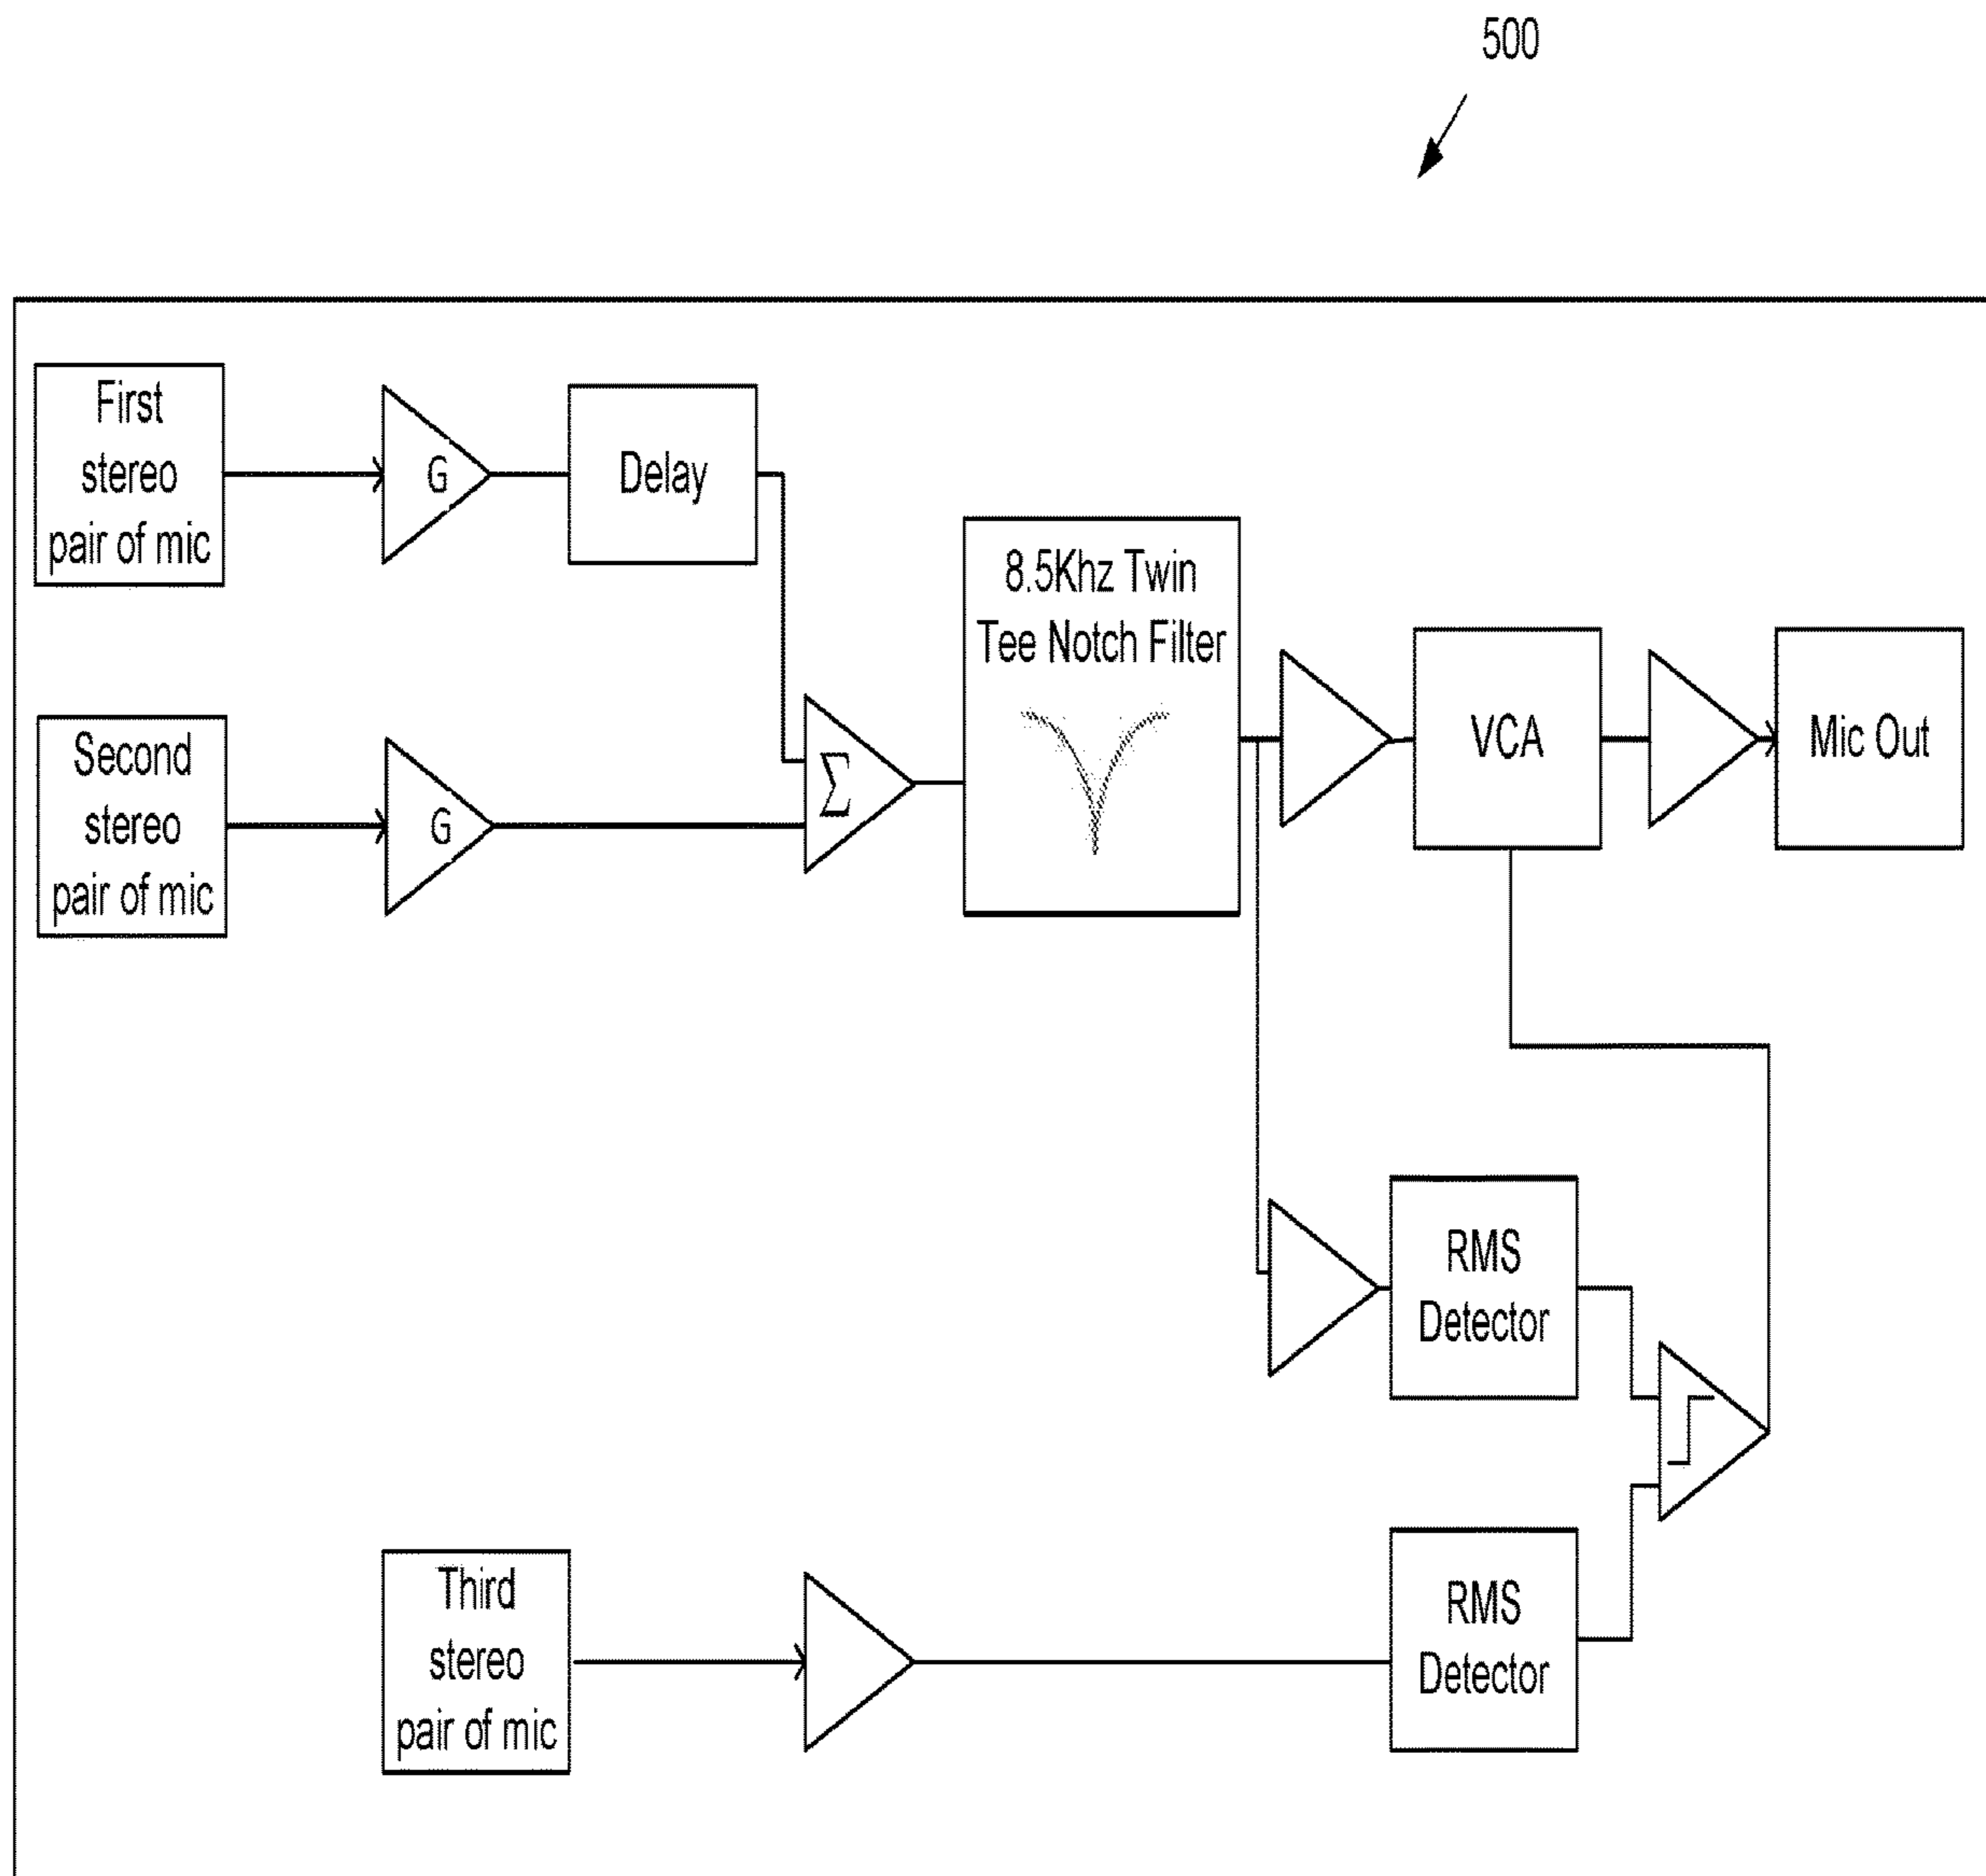 500
First
stereo
pair of mic
G
Delay
8.5Khz Twin
Tee Notch Filter
Second
stereo
pair of mic
G
Σ
VCA
Mic Out
RMS
Detector
Third
stereo
pair of mic
RMS
Detector